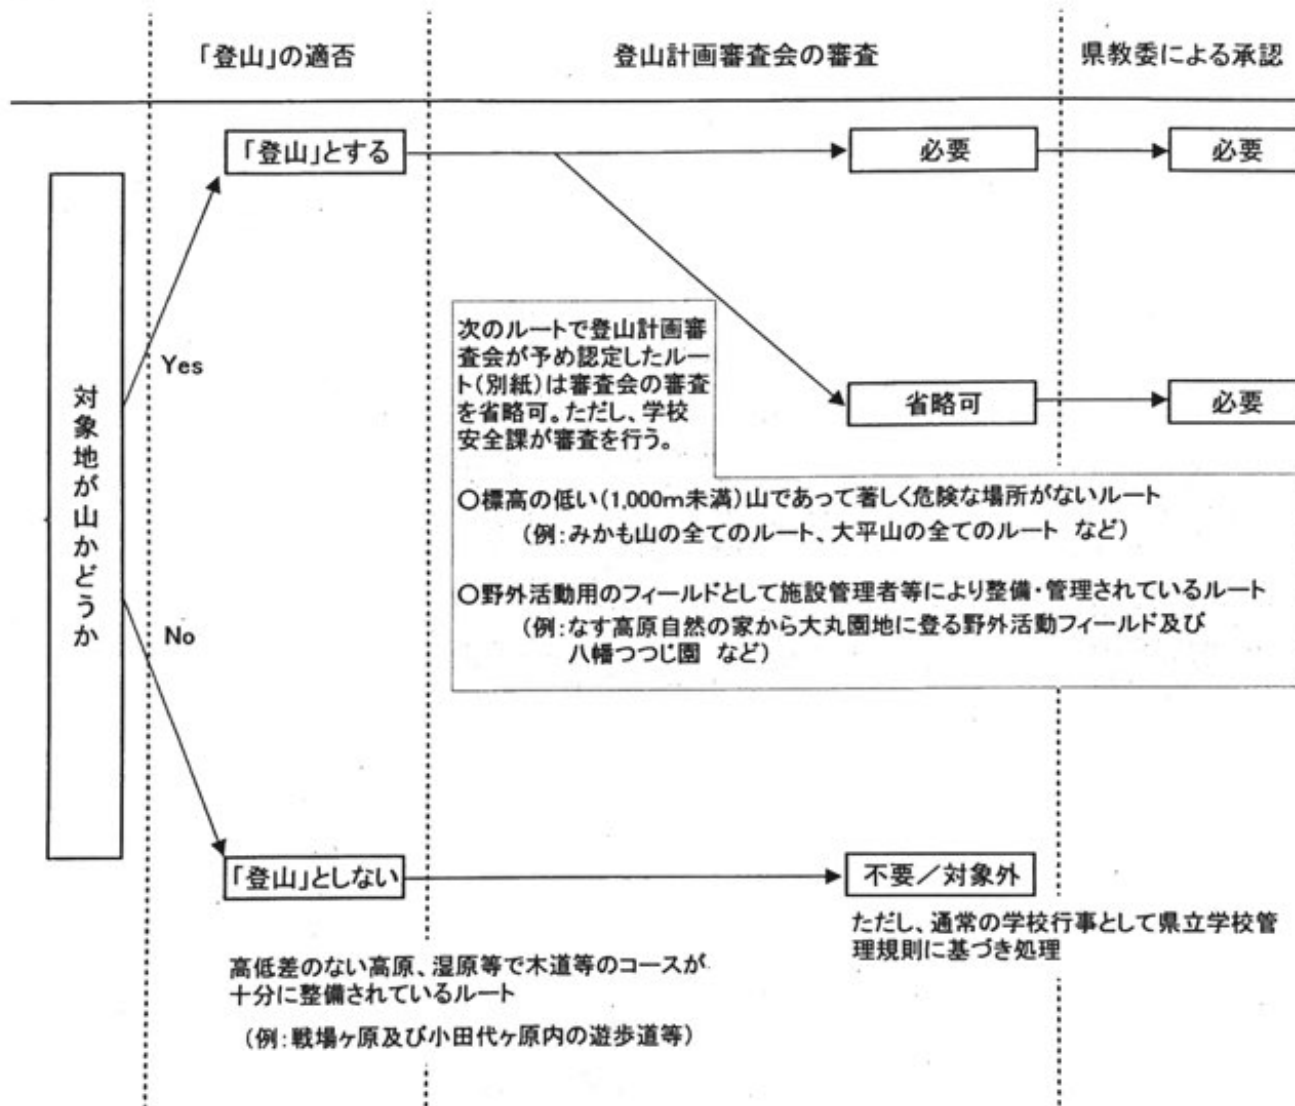 「登山」の適否
登山計画審査会の審査
県教委による承認
「登山」とする
必要
必要
対象地が山かどうか
Yes
次のルートで登山計画審
査会が予め認定したルー
ト(別紙)は審査会の審査
を省略可。ただし、学校
安全課が審査を行う。
省略可
必要
○標高の低い(1,000m未満)山であって著しく危険な場所がないルート
(例:みかも山の全てのルート、大平山の全てのルート など)
○野外活動用のフィールドとして施設管理者等により整備・管理されているルート
(例:なす高原自然の家から大丸園地に登る野外活動フィールド及び
八幡つつじ園 など)
No
「登山」としない
不要/対象外
ただし、通常の学校行事として県立学校管
理規則に基づき処理
高低差のない高原、湿原等で木道等のコースが
十分に整備されているルート
(例:戦場ヶ原及び小田代ヶ原内の遊歩道等)